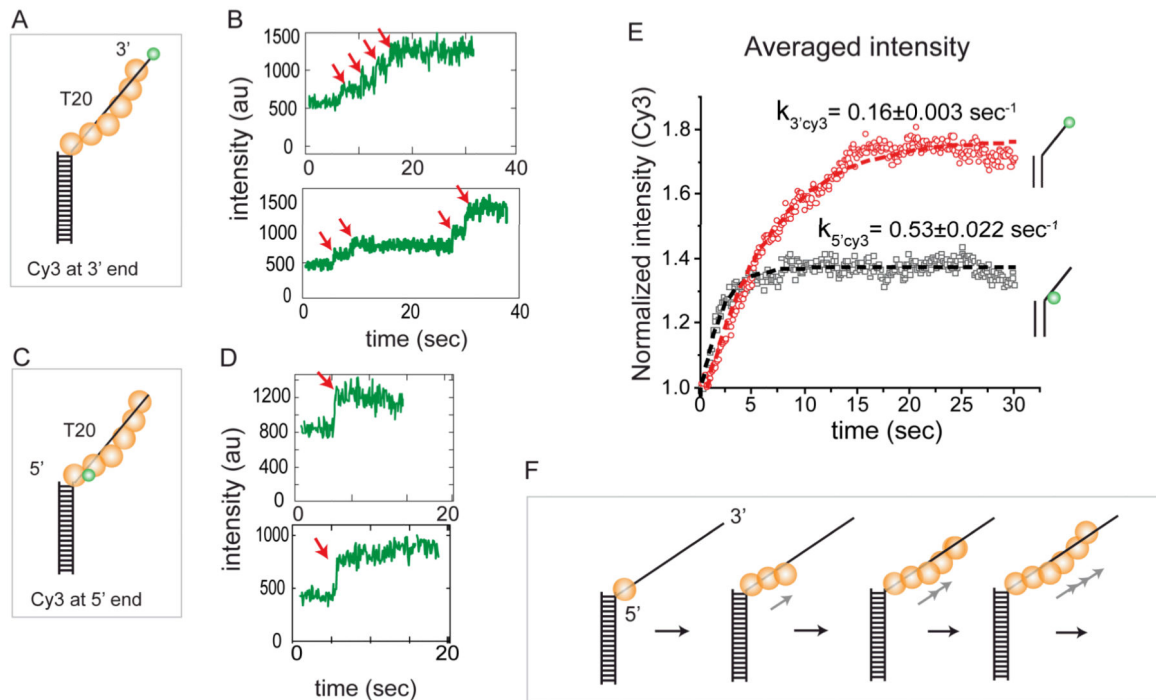 A
3'
T20
Cy3 at 3' end
B
intensity (au)
1500
1000
500
0
0
20
40
1500
1000
500
0
0
20
40
time (sec)
C
T20
5'
Cy3 at 5' end
D
intensity (au)
1200
800
400
0
0
20
1000
500
0
0
20
time (sec)
E
Averaged intensity
Normalized intensity (Cy3)
k3'cy3= 0.16±0.003 sec-1
k5'cy3= 0.53±0.022 sec-1
1.8
1.6
1.4
1.2
1.0
0
5
10
15
20
25
30
time (sec)
F
3'
5'